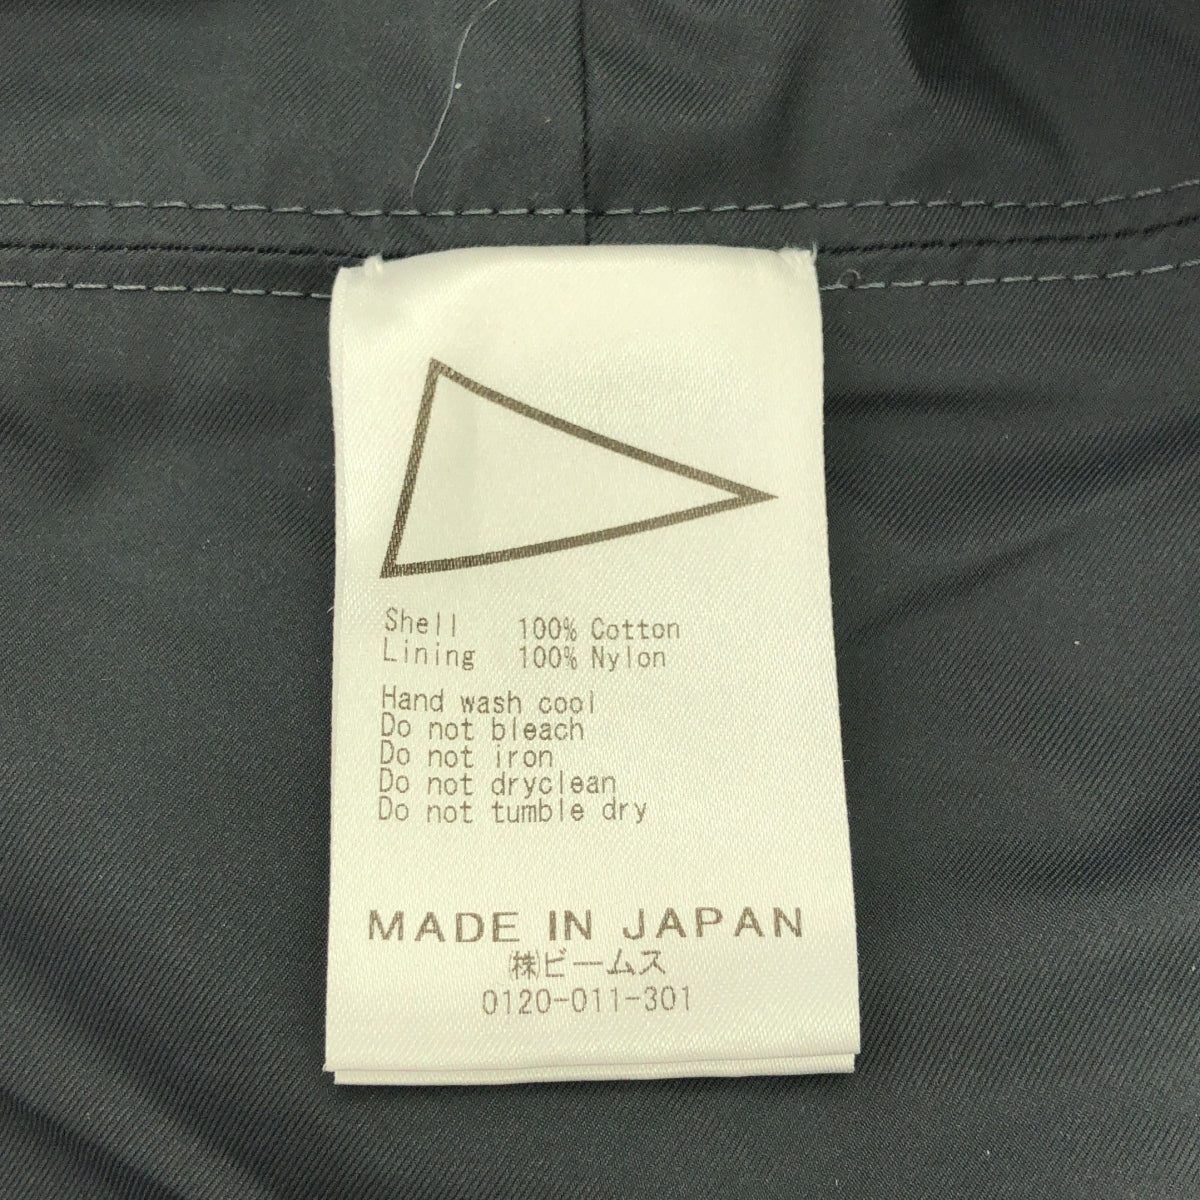 Shell 100% Cotton
Lining 100% Nylon
Hand wash cool
Do not bleach
Do not iron
Do not dryclean
Do not tumble dry
MADE IN JAPAN
㈱ビームス
0120-011-301